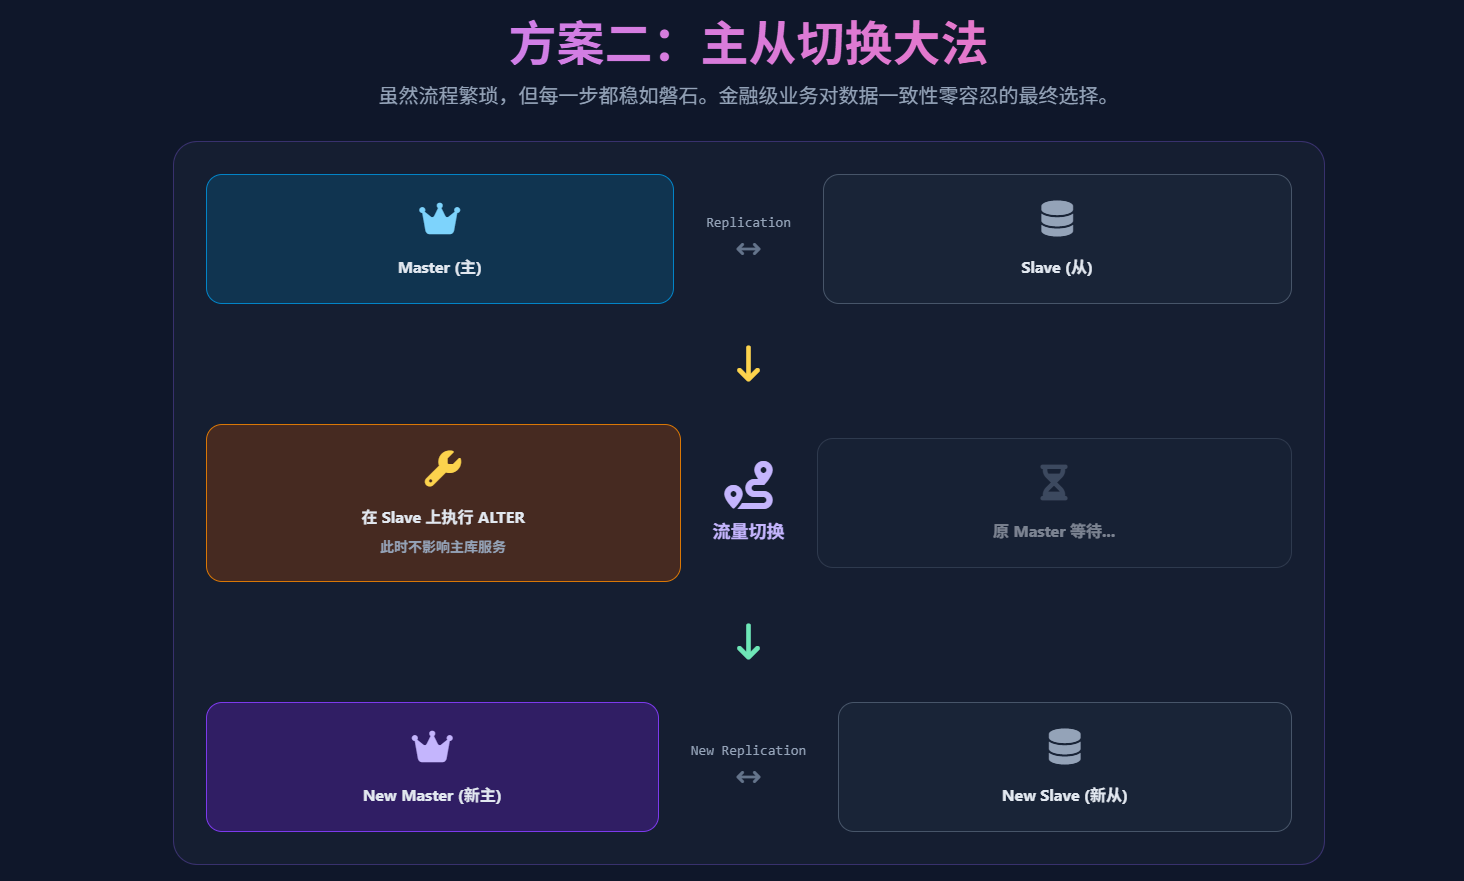 方案二：主从切换大法
虽然流程繁琐，但每一步都稳如磐石。金融级业务对数据一致性零容忍的最终选择。
Master (主)
Replication
Slave (从)
在 Slave 上执行 ALTER
此时不影响主库服务
流量切换
原 Master 等待...
New Master (新主)
New Replication
New Slave (新从)